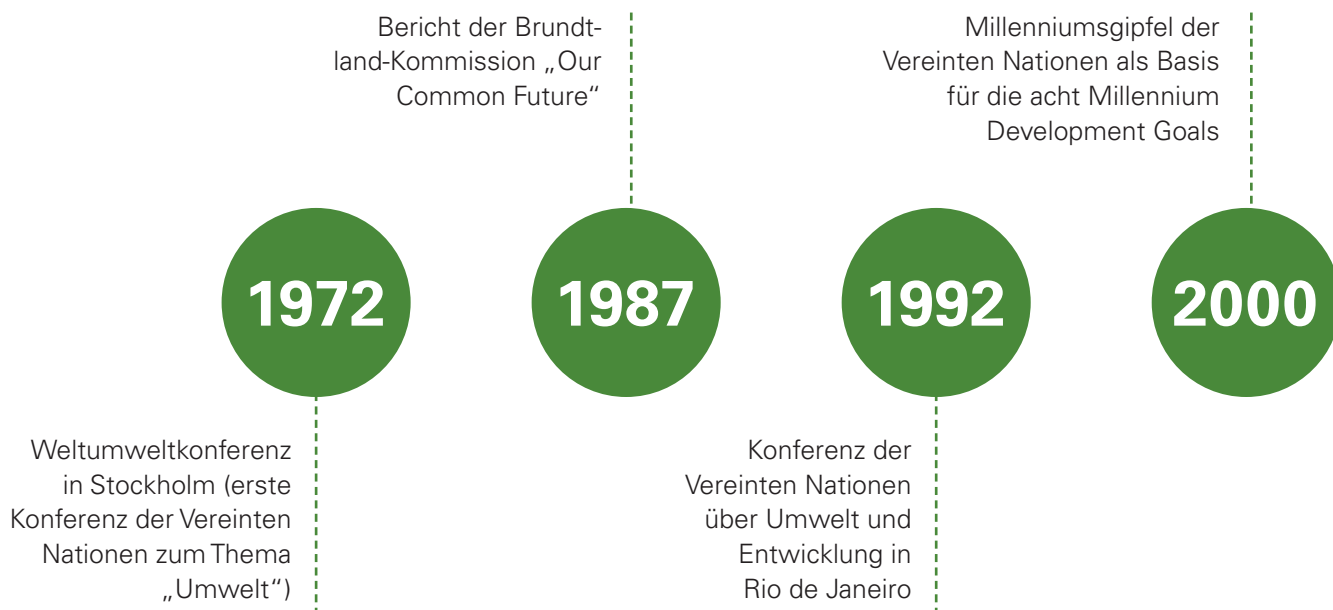 Bericht der Brundt-
land-Kommission „Our
Common Future“
Millenniumsgipfel der
Vereinten Nationen als Basis
für die acht Millennium
Development Goals
1972
1987
1992
2000
Weltumweltkonferenz
in Stockholm (erste
Konferenz der Vereinten
Nationen zum Thema
„Umwelt“)
Konferenz der
Vereinten Nationen
über Umwelt und
Entwicklung in
Rio de Janeiro